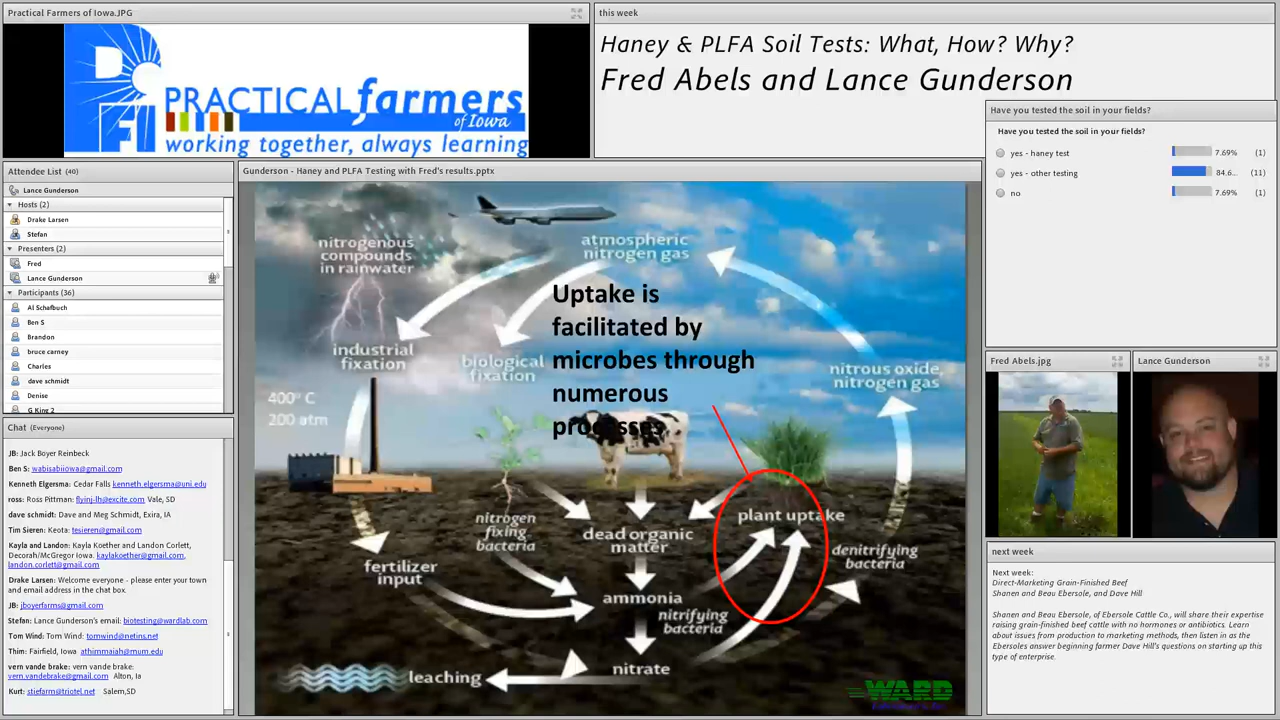 Practical Farmers of Iowa.JPG
PRACTICAL farmers
of Iowa
working together, always learning
this week
Haney & PLFA Soil Tests: What, How? Why?
Fred Abels and Lance Gunderson
Have you tested the soil in your fields?
Have you tested the soil in your fields?
yes - haney test 7.69% (1)
yes - other testing 84.6... (11)
no 7.69% (1)
Attendee List (40)
Lance Gunderson
Hosts (2)
Drake Larsen
Stefan
Presenters (2)
Fred
Lance Gunderson
Participants (36)
Al Schafbuch
Ben S
Brandon
bruce carney
Charles
dave schmidt
Denise
G King 2
Chat (Everyone)
JB: Jack Boyer Reinbeck
Ben S: wabisabiiowa@gmail.com
Kenneth Elgersma: Cedar Falls kenneth.elgersma@uni.edu
ross: Ross Pittman: flyinj-lh@excite.com Vale, SD
dave schmidt: Dave and Meg Schmidt, Exira, IA
Tim Sieren: Keota: tesieren@gmail.com
Kayla and Landon: Kayla Koether and Landon Corlett,
Decorah/McGregor Iowa. kaylakoether@gmail.com,
landon.corlett@gmail.com
Drake Larsen: Welcome everyone - please enter your town
and email address in the chat box.
JB: jboyerfarms@gmail.com
Stefan: Lance Gunderson's email: biotesting@wardlab.com
Tom Wind: Tom Wind: tomwind@netins.net
Thim: Fairfield, Iowa athimmaiah@mum.edu
vern vande brake: vern vande brake:
vern.vandebrake@gmail.com Alton, Ia
Kurt: stiefarm@triotel.net Salem,SD
Gunderson - Haney and PLFA Testing with Fred's results.pptx
nitrogenous
compounds
in rainwater
atmospheric
nitrogen gas
Uptake is
facilitated by
microbes through
numerous
processes
industrial
fixation
biological
fixation
nitrous oxide,
nitrogen gas
400° C
200 atm
nitrogen
fixing
bacteria
dead organic
matter
plant uptake
denitrifying
bacteria
fertilizer
input
ammonia
nitrifying
bacteria
nitrate
leaching
WARD
Fred Abels.jpg
Lance Gunderson
next week
Next week:
Direct-Marketing Grain-Finished Beef
Shanen and Beau Ebersole, and Dave Hill
Shanen and Beau Ebersole, of Ebersole Cattle Co., will share their expertise
raising grain-finished beef cattle with no hormones or antibiotics. Learn
about issues from production to marketing methods, then listen in as the
Ebersoles answer beginning farmer Dave Hill's questions on starting up this
type of enterprise.